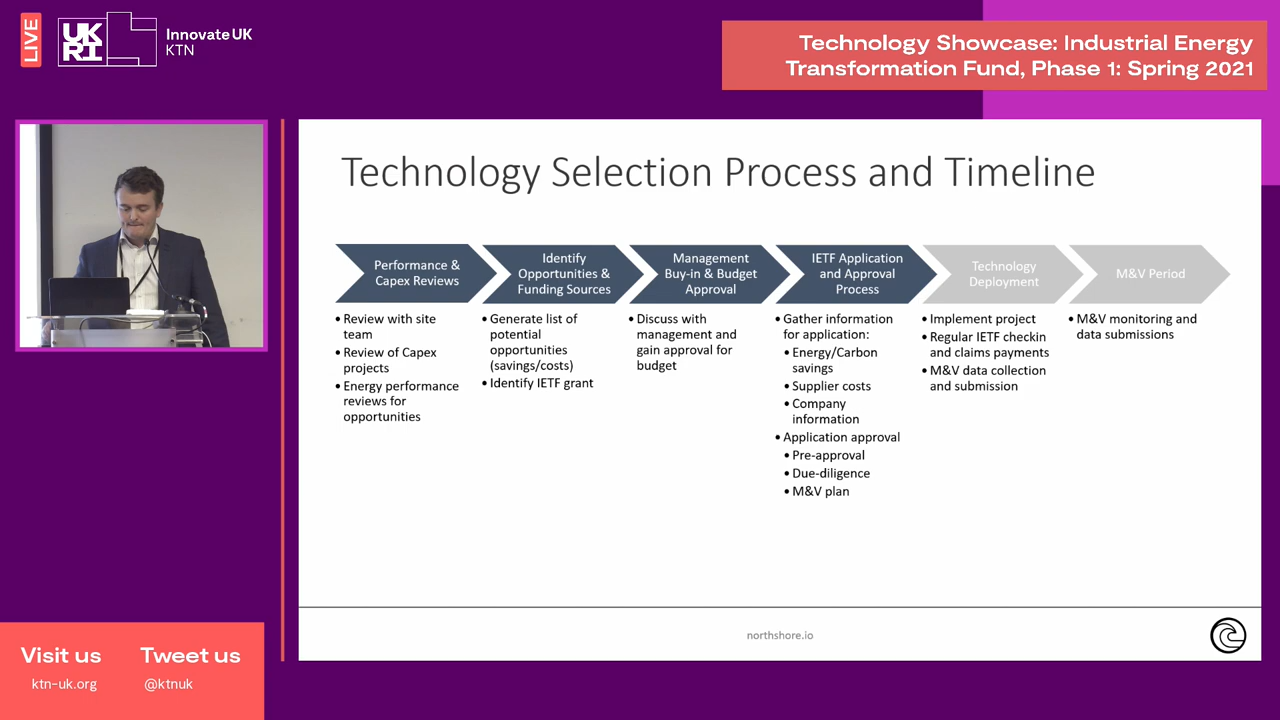 LIVE
UK
RI
Innovate UK
KTN
Technology Showcase: Industrial Energy
Transformation Fund, Phase 1: Spring 2021
Technology Selection Process and Timeline
Performance &
Capex Reviews
• Review with site
team
• Review of Capex
projects
• Energy performance
reviews for
opportunities
Identify
Opportunities &
Funding Sources
• Generate list of
potential
opportunities
(savings/costs)
• Identify IETF grant
Management
Buy-in & Budget
Approval
• Discuss with
management and
gain approval for
budget
IETF Application
and Approval
Process
• Gather information
for application:
• Energy/Carbon
savings
• Supplier costs
• Company
information
• Application approval
• Pre-approval
• Due-diligence
• M&V plan
Technology
Deployment
• Implement project
• Regular IETF checkin
and claims payments
• M&V data collection
and submission
M&V Period
• M&V monitoring and
data submissions
northshore.io
Visit us
ktn-uk.org
Tweet us
@ktnuk